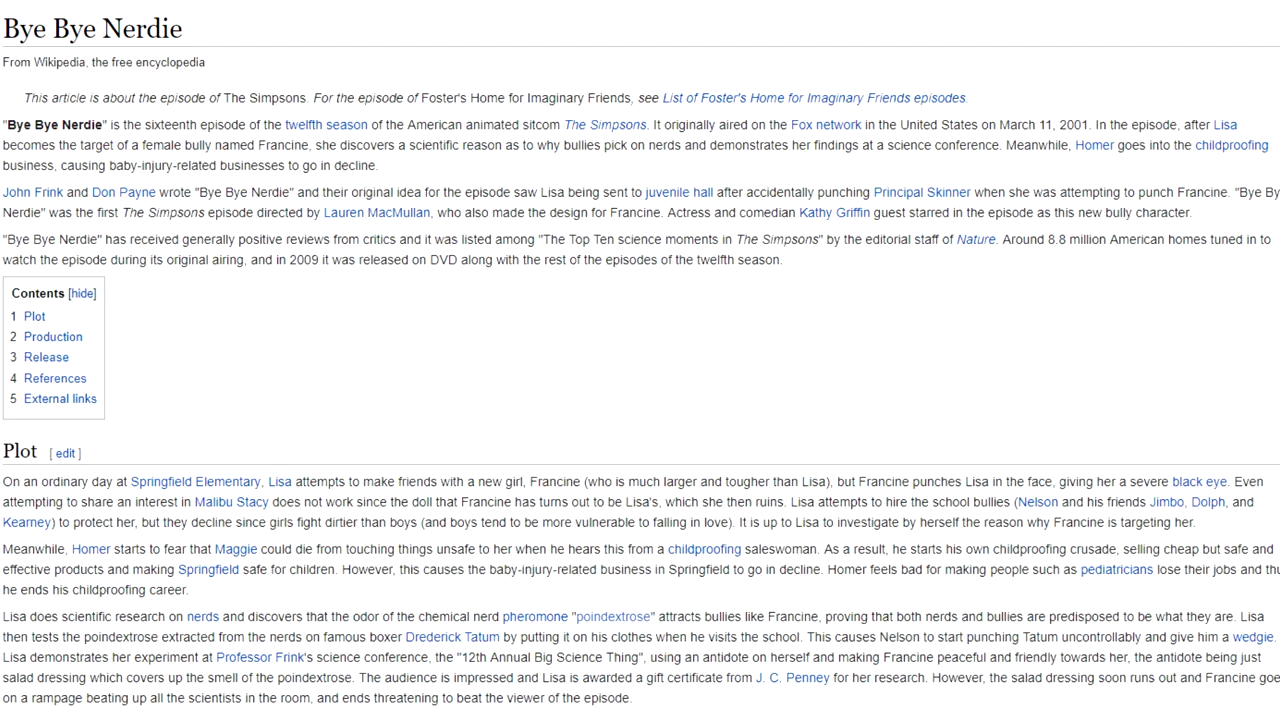 Bye Bye Nerdie
From Wikipedia, the free encyclopedia
This article is about the episode of The Simpsons. For the episode of Foster's Home for Imaginary Friends, see List of Foster's Home for Imaginary Friends episodes.
"Bye Bye Nerdie" is the sixteenth episode of the twelfth season of the American animated sitcom The Simpsons. It originally aired on the Fox network in the United States on March 11, 2001. In the episode, after Lisa
becomes the target of a female bully named Francine, she discovers a scientific reason as to why bullies pick on nerds and demonstrates her findings at a science conference. Meanwhile, Homer goes into the childproofing
business, causing baby-injury-related businesses to go in decline.
John Frink and Don Payne wrote "Bye Bye Nerdie" and their original idea for the episode saw Lisa being sent to juvenile hall after accidentally punching Principal Skinner when she was attempting to punch Francine. "Bye By
Nerdie" was the first The Simpsons episode directed by Lauren MacMullan, who also made the design for Francine. Actress and comedian Kathy Griffin guest starred in the episode as this new bully character.
"Bye Bye Nerdie" has received generally positive reviews from critics and it was listed among "The Top Ten science moments in The Simpsons" by the editorial staff of Nature. Around 8.8 million American homes tuned in to
watch the episode during its original airing, and in 2009 it was released on DVD along with the rest of the episodes of the twelfth season.
Contents [hide]
1 Plot
2 Production
3 Release
4 References
5 External links
Plot [ edit ]
On an ordinary day at Springfield Elementary, Lisa attempts to make friends with a new girl, Francine (who is much larger and tougher than Lisa), but Francine punches Lisa in the face, giving her a severe black eye. Even
attempting to share an interest in Malibu Stacy does not work since the doll that Francine has turns out to be Lisa's, which she then ruins. Lisa attempts to hire the school bullies (Nelson and his friends Jimbo, Dolph, and
Kearney) to protect her, but they decline since girls fight dirtier than boys (and boys tend to be more vulnerable to falling in love). It is up to Lisa to investigate by herself the reason why Francine is targeting her.
Meanwhile, Homer starts to fear that Maggie could die from touching things unsafe to her when he hears this from a childproofing saleswoman. As a result, he starts his own childproofing crusade, selling cheap but safe and
effective products and making Springfield safe for children. However, this causes the baby-injury-related business in Springfield to go in decline. Homer feels bad for making people such as pediatricians lose their jobs and thu
he ends his childproofing career.
Lisa does scientific research on nerds and discovers that the odor of the chemical nerd pheromone "poindextrose" attracts bullies like Francine, proving that both nerds and bullies are predisposed to be what they are. Lisa
then tests the poindextrose extracted from the nerds on famous boxer Drederick Tatum by putting it on his clothes when he visits the school. This causes Nelson to start punching Tatum uncontrollably and give him a wedgie.
Lisa demonstrates her experiment at Professor Frink's science conference, the "12th Annual Big Science Thing", using an antidote on herself and making Francine peaceful and friendly towards her, the antidote being just
salad dressing which covers up the smell of the poindextrose. The audience is impressed and Lisa is awarded a gift certificate from J. C. Penney for her research. However, the salad dressing soon runs out and Francine goe
on a rampage beating up all the scientists in the room, and ends threatening to beat the viewer of the episode.